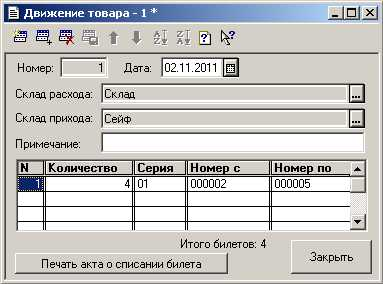 Движение товара - 1 *
Номер: 1 Дата: 02.11.2011
Склад расхода: Склад ...
Склад прихода: Сейф ...
Примечание:
N Количество Серия Номер с Номер по
1 4 01 000002 000005
Итого билетов: 4
Печать акта о списании билета Закрыть